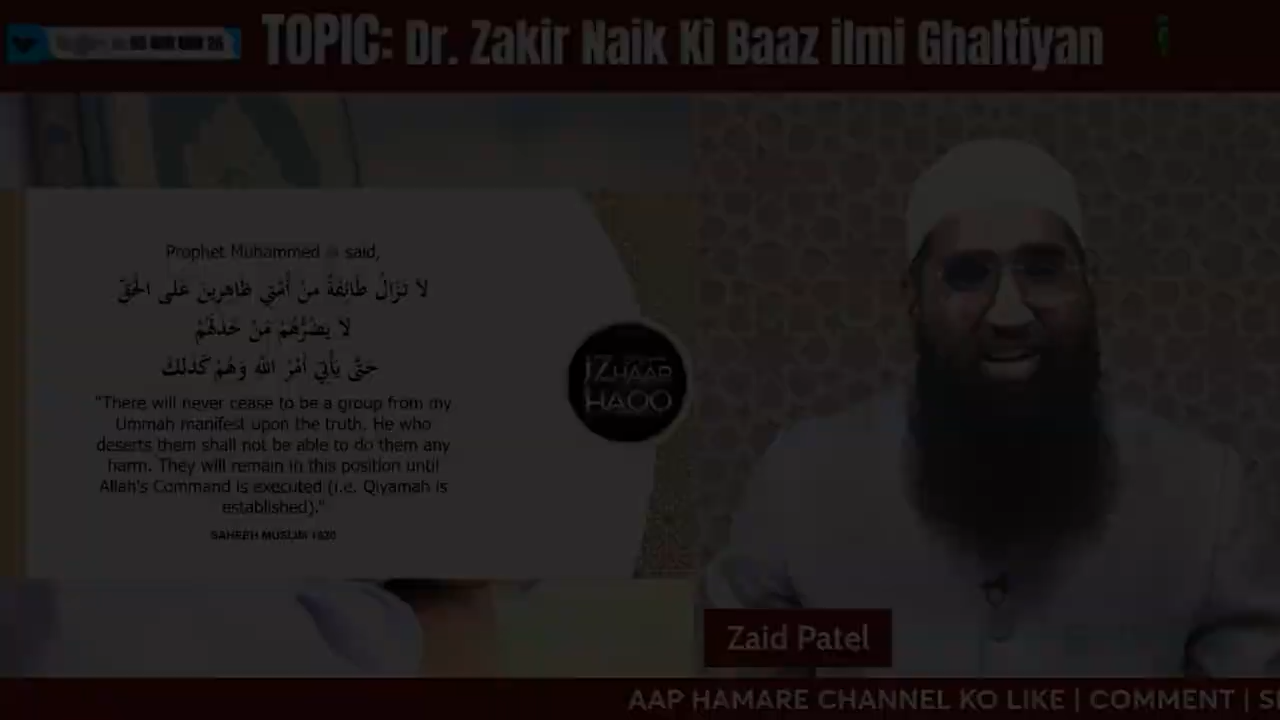 TOPIC: Dr. Zakir Naik Ki Baaz ilmi Ghaltiyan
Prophet Muhammed ﷺ said,
لَا تَزَالُ طَائِفَةٌ مِنْ أُمَّتِي ظَاهِرِينَ عَلَى الْحَقِّ
لَا يَضُرُّهُمْ مَنْ خَذَلَهُمْ
حَتَّى يَأْتِيَ أَمْرُ اللَّهِ وَهُمْ كَذَلِكَ
"There will never cease to be a group from my
Ummah manifest upon the truth. He who
deserts them shall not be able to do them any
harm. They will remain in this position until
Allah's Command is executed (i.e. Qiyamah is
established)."
SAHEEH MUSLIM 1920
IZHAAR
HAQQ
Zaid Patel
AAP HAMARE CHANNEL KO LIKE | COMMENT |